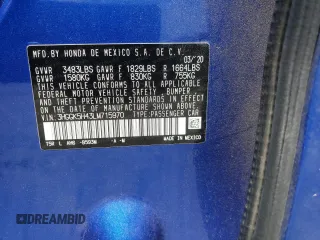 MFD.BY HONDA DE MEXICO S.A. DE C.V.
03/20
GVWR 3483LBS GAWR F 1829LBS R 1664LBS
GVWR 1580KG GAWR F 830KG R 755KG
THIS VEHICLE CONFORMS TO ALL APPLICABLE
FEDERAL MOTOR VEHICLE SAFETY, BUMPER,
AND THEFT PREVENTION STANDARDS IN EFFECT
ON THE DATE OF MANUFACTURE SHOWN ABOVE.
V.I.N: 3HGGK5H43LM715970 TYPE:PASSENGER CAR
MADE IN MEXICO
DREAMBID